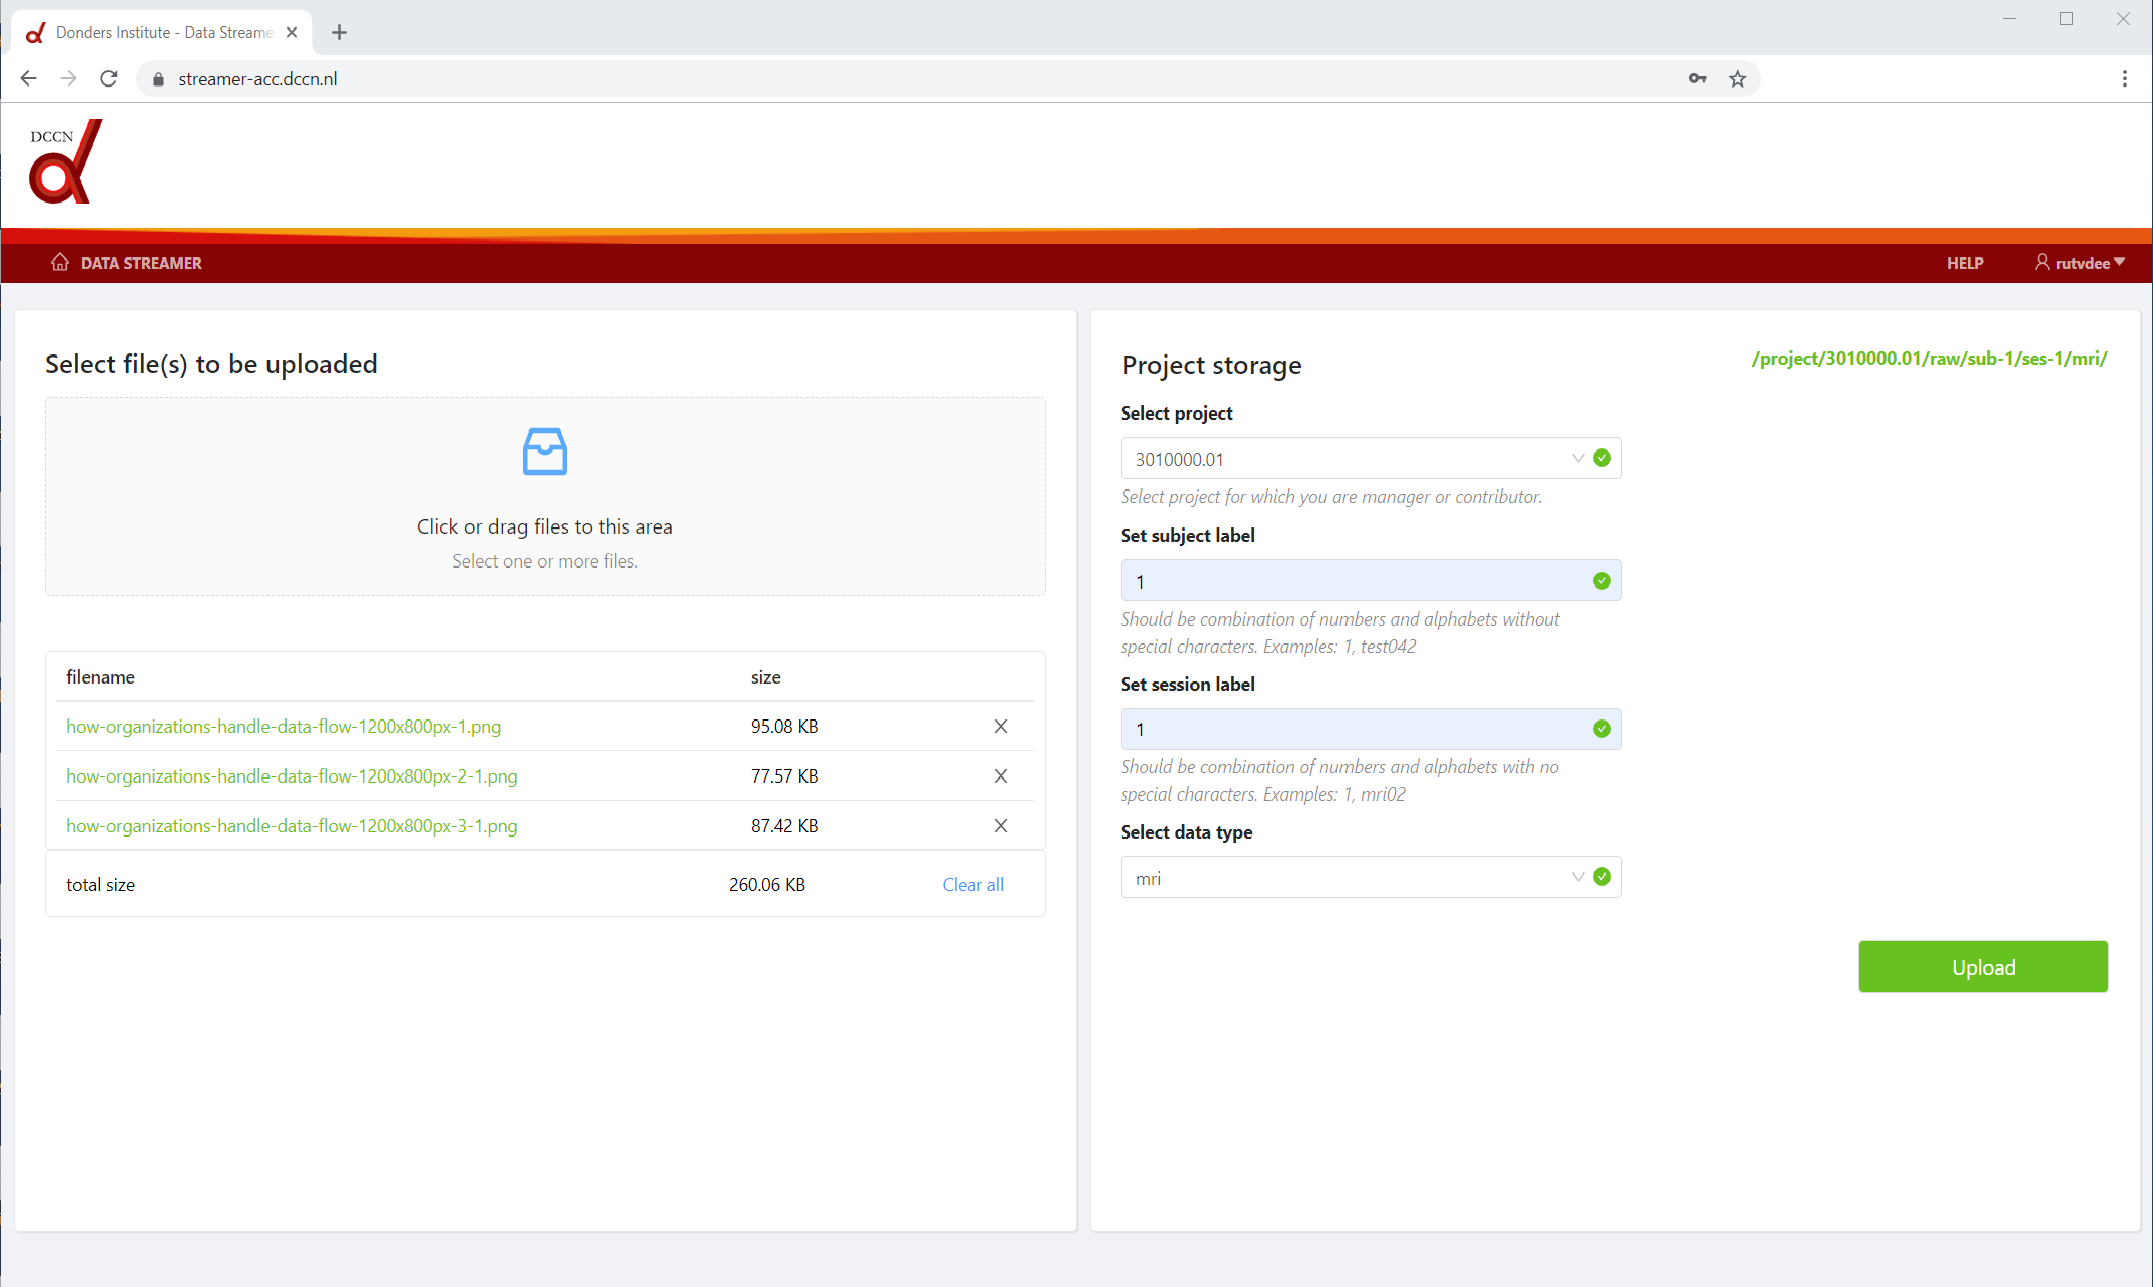 Donders Institute - Data Streame
streamer-acc.dccn.nl
DCCN
DATA STREAMER
HELP
rutvdee
Select file(s) to be uploaded
Click or drag files to this area
Select one or more files.
filename size
how-organizations-handle-data-flow-1200x800px-1.png 95.08 KB X
how-organizations-handle-data-flow-1200x800px-2-1.png 77.57 KB X
how-organizations-handle-data-flow-1200x800px-3-1.png 87.42 KB X
total size 260.06 KB Clear all
Project storage
/project/3010000.01/raw/sub-1/ses-1/mri/
Select project
3010000.01
Select project for which you are manager or contributor.
Set subject label
1
Should be combination of numbers and alphabets without
special characters. Examples: 1, test042
Set session label
1
Should be combination of numbers and alphabets with no
special characters. Examples: 1, mri02
Select data type
mri
Upload